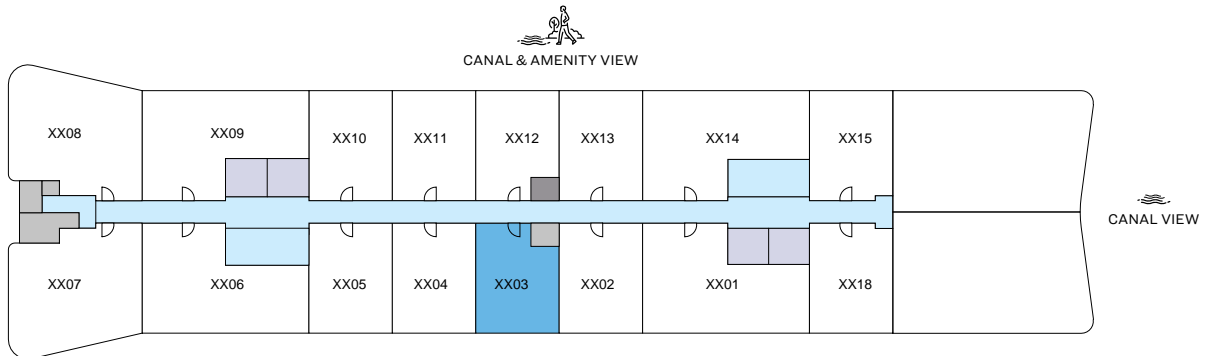 CANAL & AMENITY VIEW
XX08
XX09
XX10
XX11
XX12
XX13
XX14
XX15
CANAL VIEW
XX07
XX06
XX05
XX04
XX03
XX02
XX01
XX18